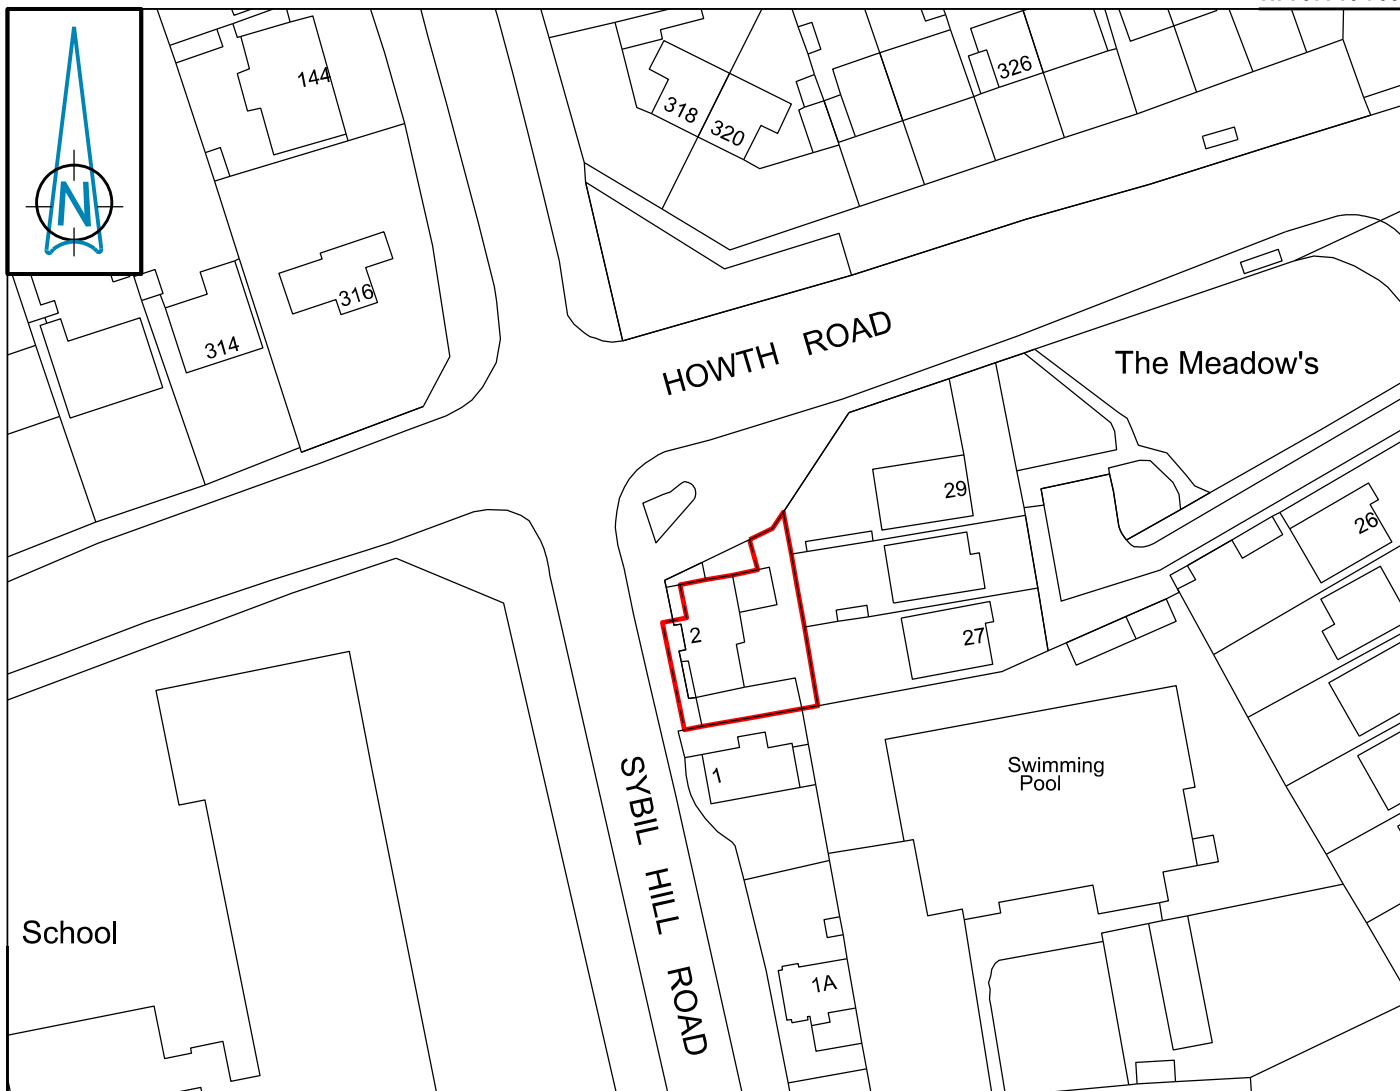 144
318
320
326
N
316
314
HOWTH ROAD
The Meadow's
29
26
2
27
SYBIL HILL ROAD
1
Swimming
Pool
School
1A